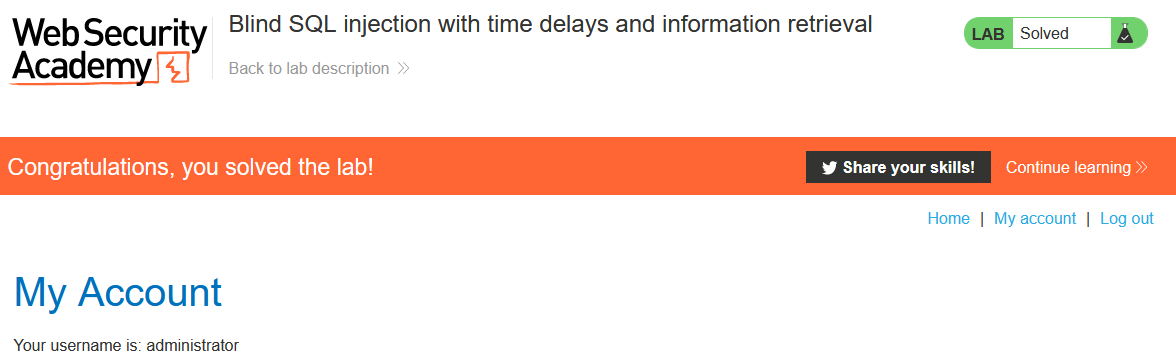 Web Security
Academy
Blind SQL injection with time delays and information retrieval
Back to lab description
LAB Solved
Congratulations, you solved the lab!
Share your skills!
Continue learning
Home | My account | Log out
My Account
Your username is: administrator